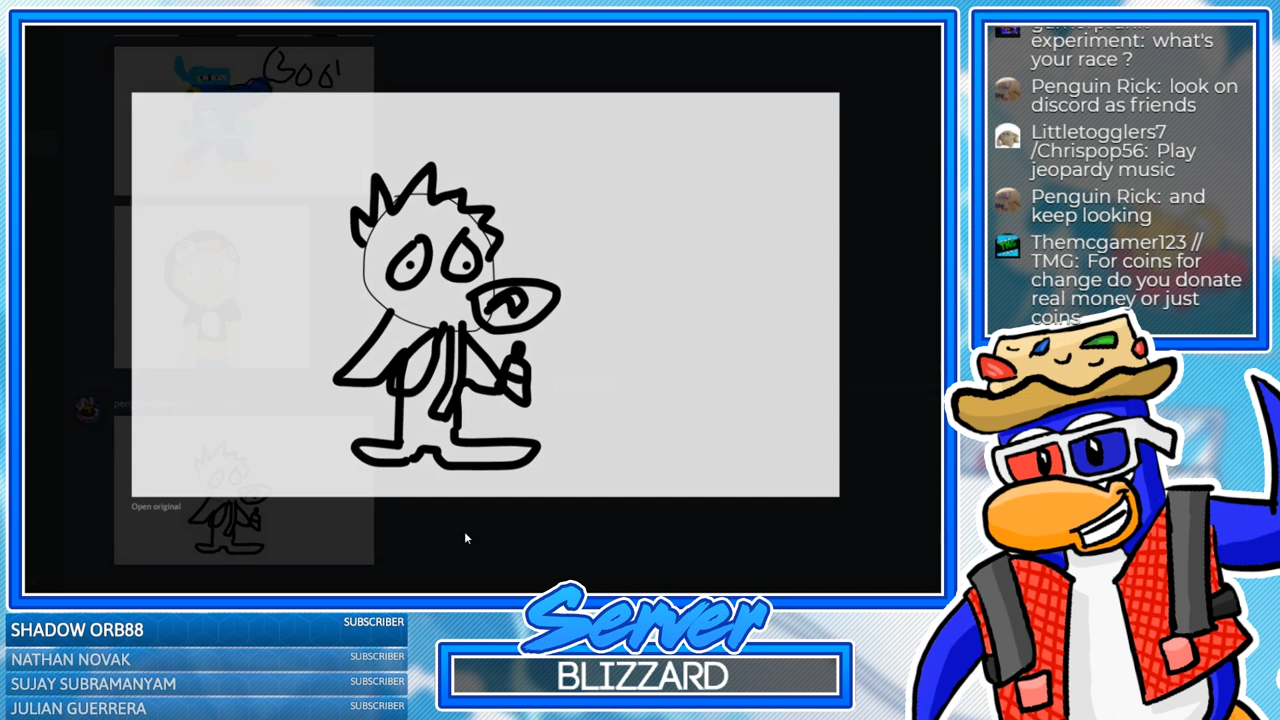 Boo!
Open original
experiment: what's
your race ?
Penguin Rick: look on
discord as friends
Littletogglers7
/Chrispop56: Play
jeopardy music
Penguin Rick: and
keep looking
Themcgamer123 //
TMG: For coins for
change do you donate
real money or just
coins
SHADOW ORB88 SUBSCRIBER
NATHAN NOVAK SUBSCRIBER
SUJAY SUBRAMANYAM SUBSCRIBER
JULIAN GUERRERA SUBSCRIBER
Server
BLIZZARD